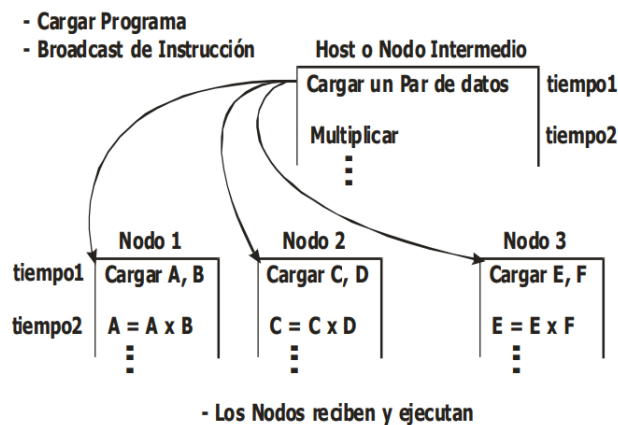 - Cargar Programa
- Broadcast de Instrucción
Host o Nodo Intermedio
Cargar un Par de datos tiempo1
Multiplicar tiempo2
Nodo 1 Nodo 2 Nodo 3
tiempo1 Cargar A, B Cargar C, D Cargar E, F
tiempo2 A = A x B C = C x D E = E x F
- Los Nodos reciben y ejecutan